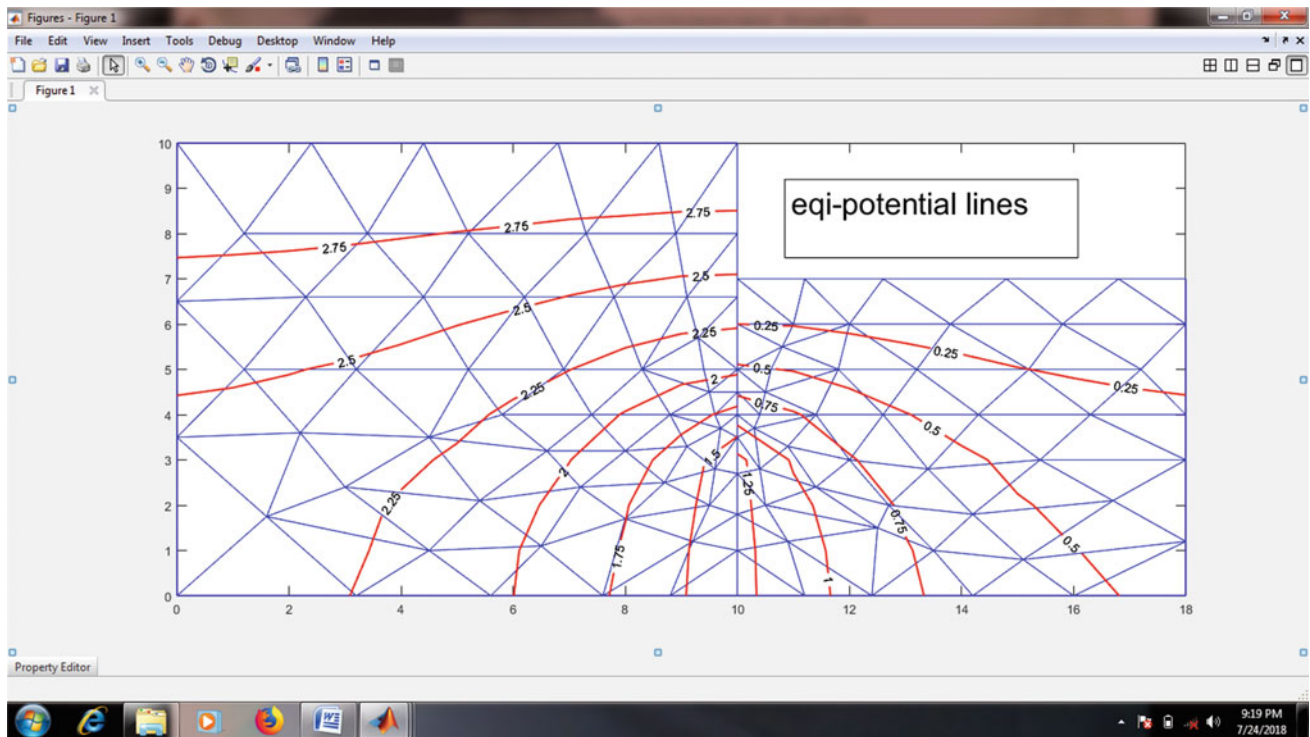 Figures - Figure 1
File Edit View Insert Tools Debug Desktop Window Help
Figure 1
eqi-potential lines
10
9
8
7
6
5
4
3
2
1
0
0 2 4 6 8 10 12 14 16 18
2.75 2.75 2.75
2.5 2.5 2.5
2.25 2.25 2.25
2 2
1.75
1.5
1.25
1
0.75 0.75
0.5 0.5 0.5
0.25 0.25 0.25
Property Editor
9:19 PM
7/24/2018